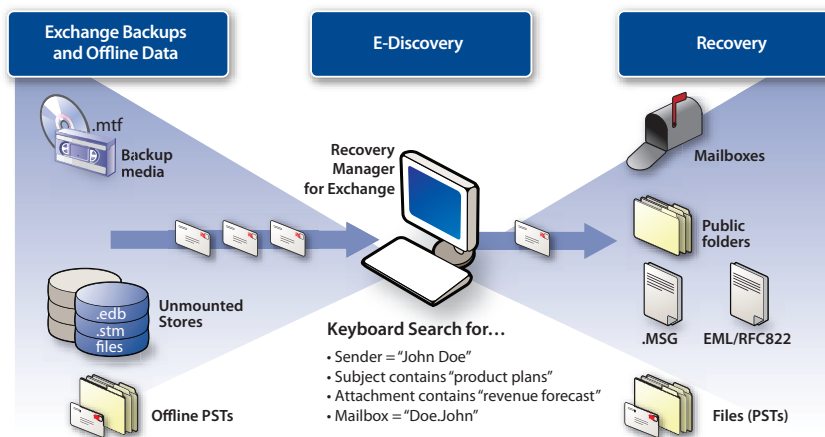 Exchange Backups
and Offline Data
E-Discovery
Recovery
.mtf
Backup
media
Recovery
Manager
for Exchange
Mailboxes
Public
folders
Unmounted
Stores
.edb
.stm
files
.MSG
EML/RFC822
Keyboard Search for...
• Sender = "John Doe"
• Subject contains "product plans"
• Attachment contains "revenue forecast"
• Mailbox = "Doe.John"
Offline PSTs
Files (PSTs)